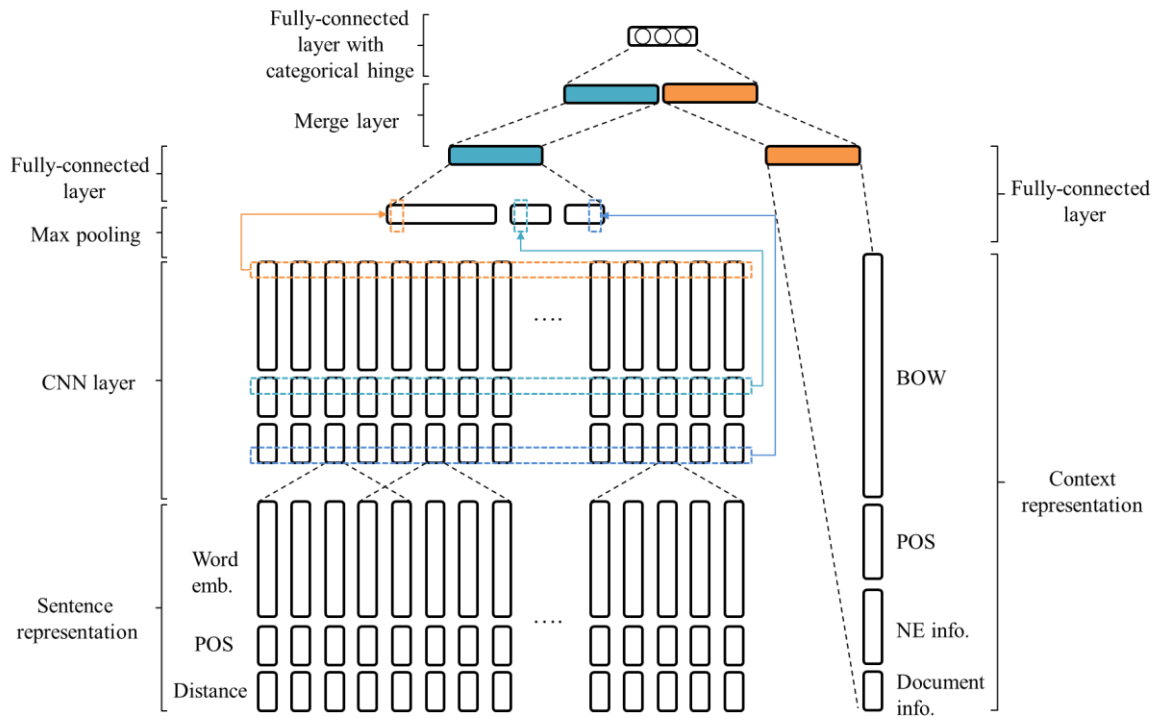 Fully-connected
layer with
categorical hinge
Merge layer
Fully-connected
layer
Max pooling
CNN layer
....
Sentence
representation
Word
emb.
POS
Distance
....
Fully-connected
layer
BOW
POS
NE info.
Document
info.
Context
representation